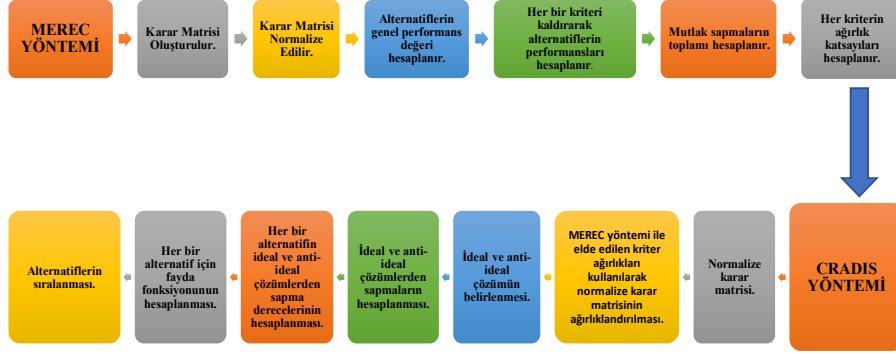 MEREC
YÖNTEMİ
Karar Matrisi
Oluşturulur.
Karar Matrisi
Normalize
Edilir.
Alternatiflerin
genel performans
değeri
hesaplanır.
Her bir kriteri
kaldırarak
alternatiflerin
performansları
hesaplanır.
Mutlak sapmaların
toplamı hesaplanır.
Her kriterin
ağırlık
katsayıları
hesaplanır.
CRADIS
YÖNTEMİ
Normalize
karar
matrisi.
MEREC yöntemi ile
elde edilen kriter
ağırlıkları
kullanılarak
normalize karar
matrisinin
ağırlıklandırılması.
İdeal ve anti-
ideal
çözümün
belirlenmesi.
İdeal ve anti-
ideal
çözümlerden
sapmaların
hesaplanması.
Her bir
alternatifin
ideal ve anti-
ideal
çözümlerden
sapma
derecelerinin
hesaplanması.
Her bir
alternatif için
fayda
fonksiyonunun
hesaplanması.
Alternatiflerin
sıralanması.